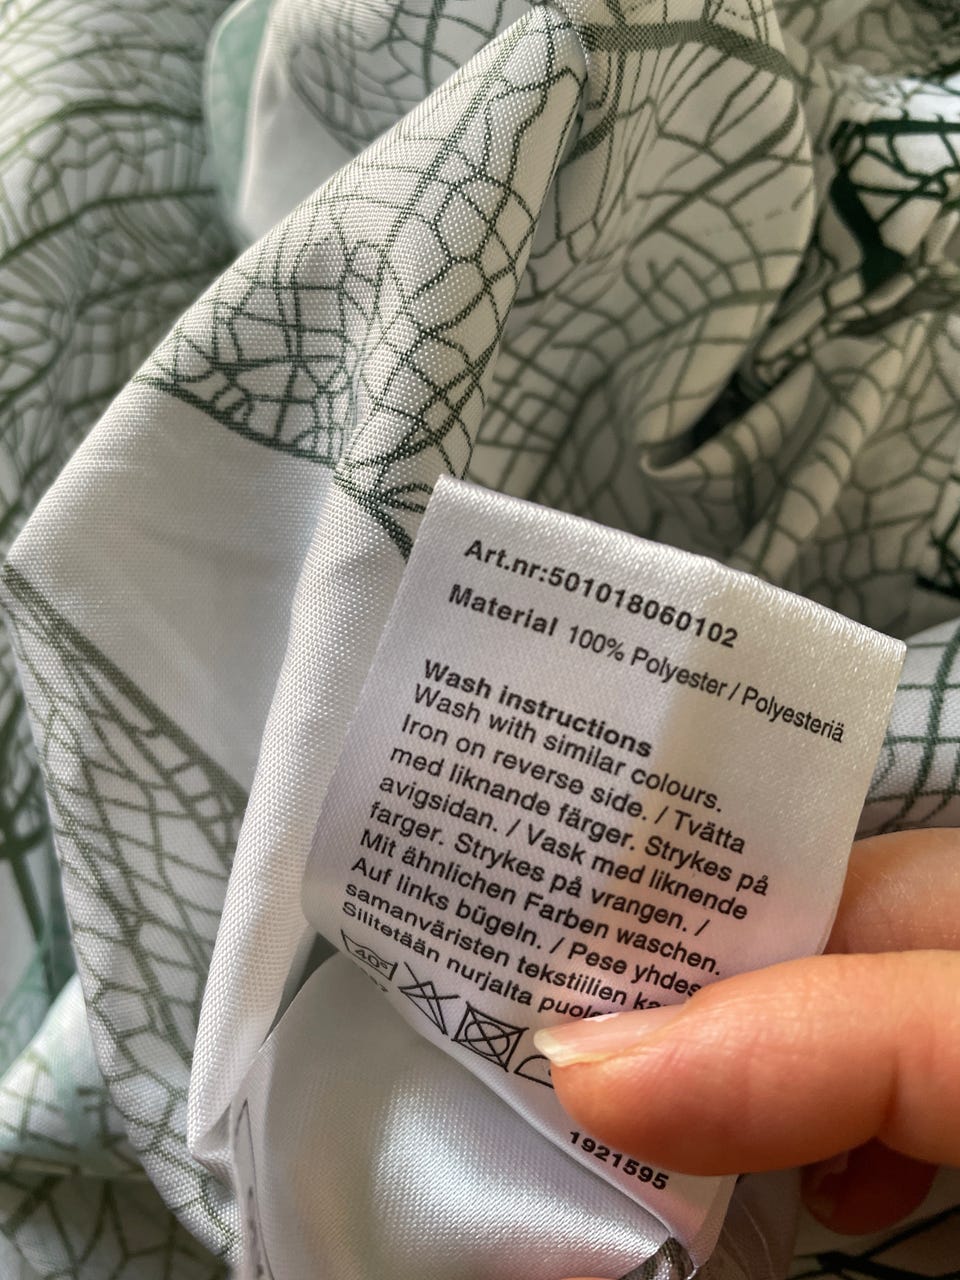 Art.nr:501018060102
Material 100% Polyester / Polyesteriä
Wash instructions
Wash with similar colours.
Iron on reverse side. / Tvätta
med liknande färger. Strykes på
avigsidan. / Vask med liknende
farger. Strykes på vrangen. /
Mit ähnlichen Farben waschen.
Auf links bügeln. / Pese yhdes
samanväristen tekstiilien
Silitetään nurjalta
40°
1921595